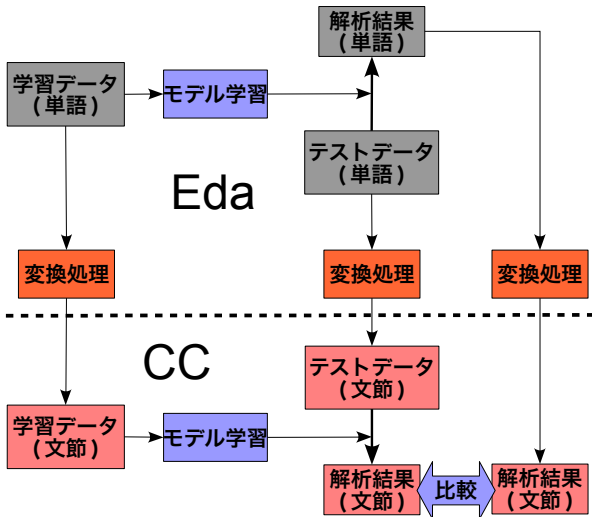 解析結果
(単語)
学習データ
(単語)
モデル学習
テストデータ
(単語)
Eda
変換処理
変換処理
変換処理
CC
テストデータ
(文節)
学習データ
(文節)
モデル学習
解析結果
(文節)
比較
解析結果
(文節)